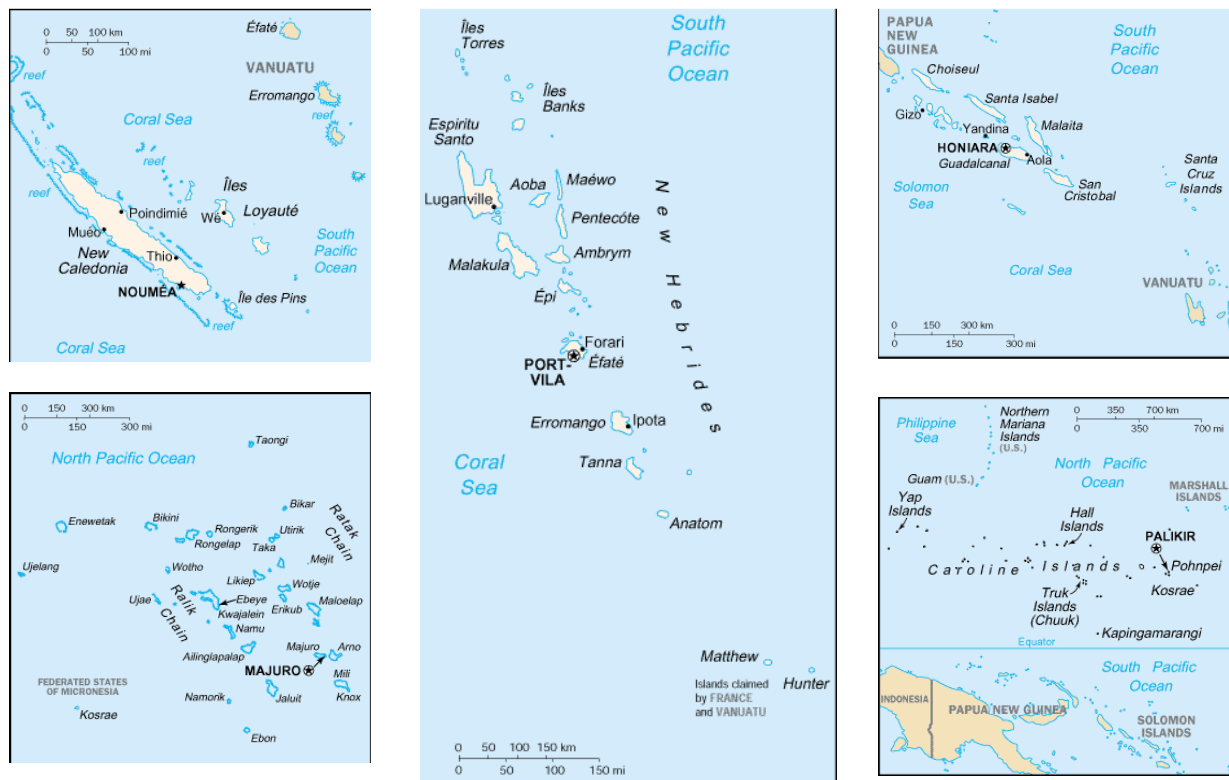 Éfaté
0 50 100 km
0 50 100 mi
reef
VANUATU
Erromango
reef
Coral Sea
reef
reef
Îles
Loyauté
Poindimié
Wé
Muéo
South
Pacific
Ocean
New
Caledonia
Thio
NOUMÉA
Île des Pins
reef
Coral Sea
0 150 300 km
0 150 300 mi
Taongi
North Pacific Ocean
Bikar
Enewetak
Bikini
Rongerik
Utirik
Ratak
Chain
Rongelap
Taka
Mejit
Ujelang
Wotho
Likiep
Wotje
Ujae
Ralik
Chain
Ebeye
Kwajalein
Erikub
Maloelap
Namu
Majuro
Arno
Ailinglapalap
MAJURO
Mili
FEDERATED STATES
OF MICRONESIA
Namorik
Jaluit
Knox
Kosrae
Ebon
Îles
Torres
South
Pacific
Ocean
Îles
Banks
Espiritu
Santo
Aoba
Maéwo
Luganville
Pentecóte
New Hebrides
Malakula
Ambrym
Épi
Forari
PORT-
VILA
Éfaté
Erromango
Ipota
Coral
Sea
Tanna
Anatom
Matthew
Hunter
Islands claimed
by FRANCE
and VANUATU
0 50 100 150 km
0 50 100 150 mi
PAPUA
NEW
GUINEA
South
Pacific
Ocean
Choiseul
Santa Isabel
Gizo
Yandina
Malaita
HONIARA
Guadalcanal
Aola
Santa
Cruz
Islands
Solomon
Sea
San
Cristobal
Coral Sea
VANUATU
0 150 300 km
0 150 300 mi
Philippine
Sea
Northern
Mariana
Islands
(U.S.)
0 350 700 km
0 350 700 mi
North Pacific
Ocean
Guam (U.S.)
MARSHALL
ISLANDS
Yap
Islands
Hall
Islands
PALIKIR
Caroline Islands
Pohnpei
Truk
Islands
(Chuuk)
Kosrae
Kapingamarangi
Equator
South Pacific
Ocean
INDONESIA
PAPUA NEW GUINEA
SOLOMON
ISLANDS